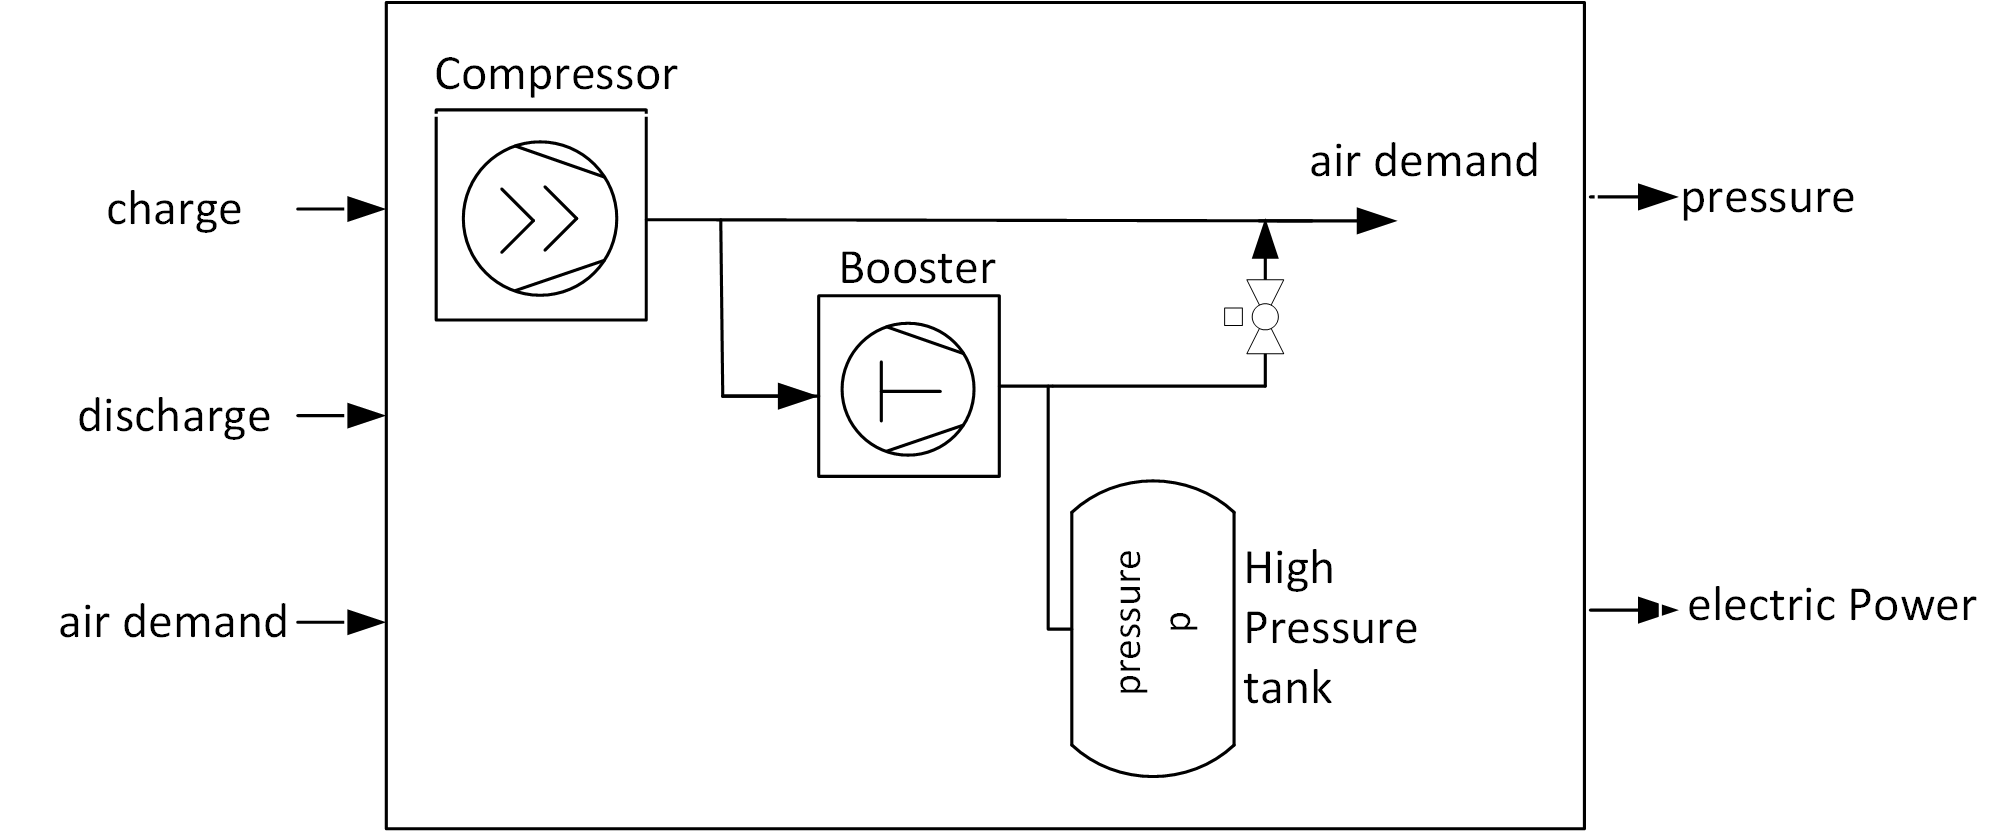 Compressor
air demand
charge
pressure
Booster
discharge
air demand
pressure
p
High
Pressure
tank
electric Power